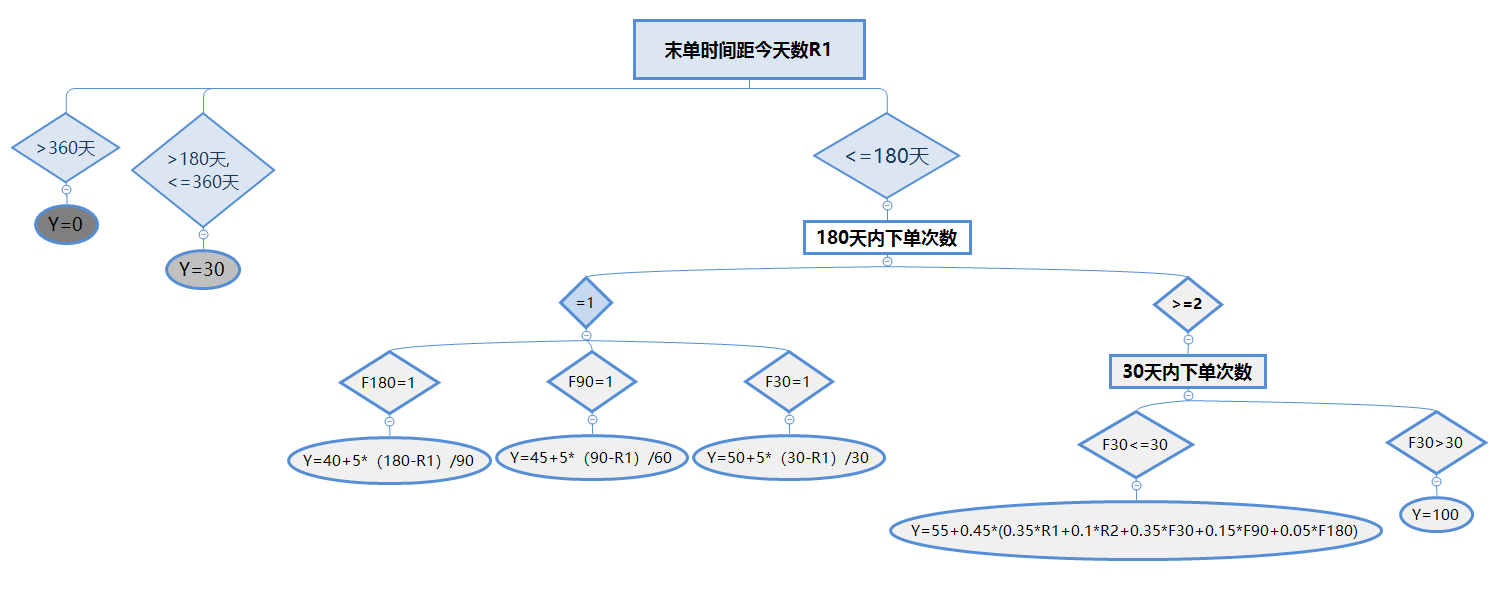 末单时间距今天数R1
>360天
>180天,
<=360天
<=180天
Y=0
Y=30
180天内下单次数
=1
>=2
30天内下单次数
F180=1
F90=1
F30=1
F30<=30
F30>30
Y=40+5*（180-R1）/90
Y=45+5*（90-R1）/60
Y=50+5*（30-R1）/30
Y=55+0.45*(0.35*R1+0.1*R2+0.35*F30+0.15*F90+0.05*F180)
Y=100